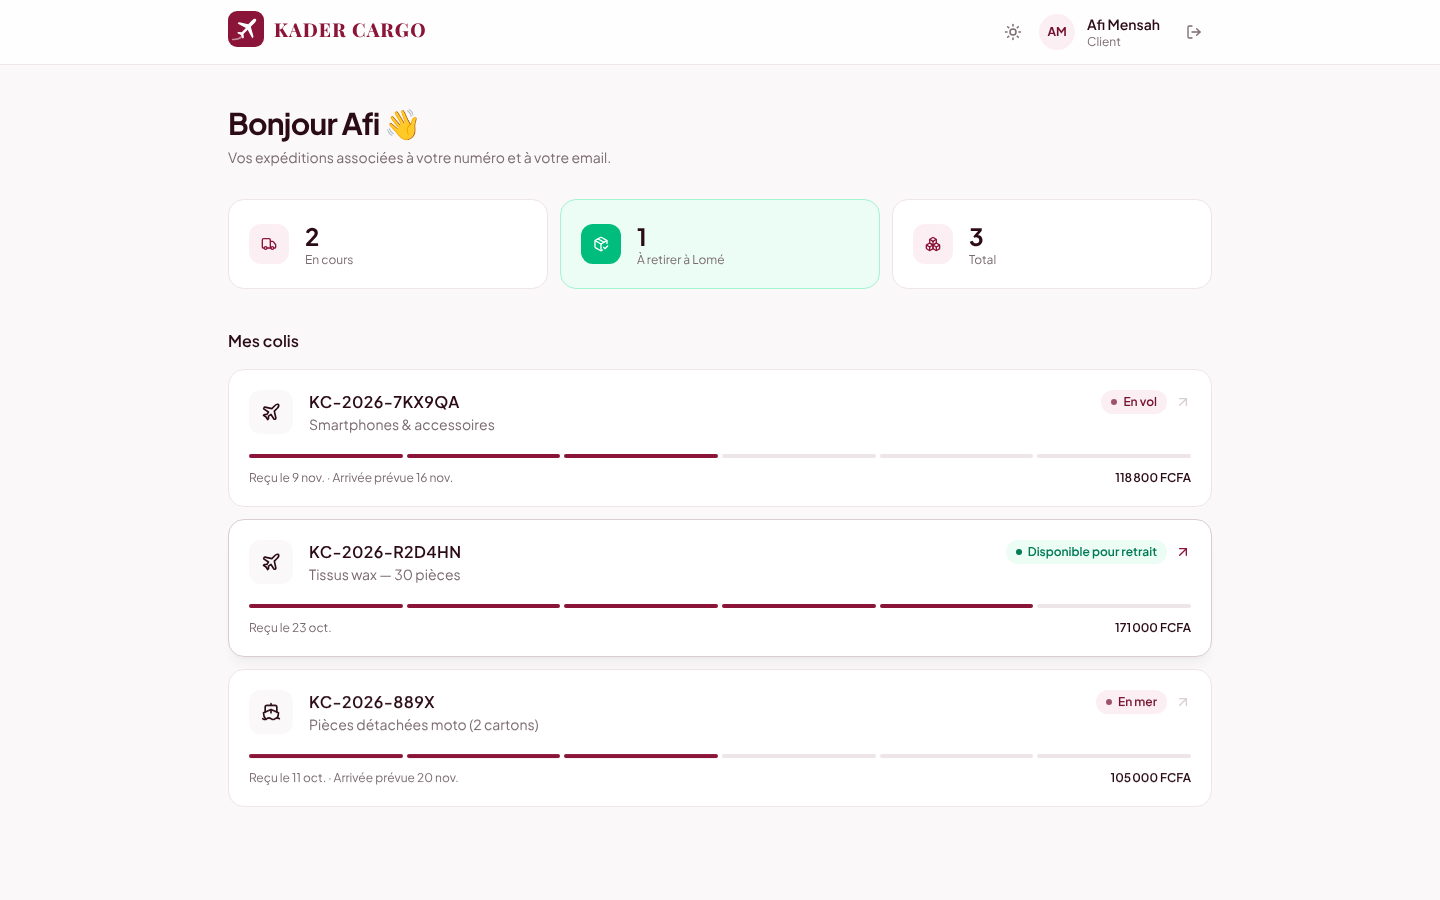 KADER CARGO
AM
Afi Mensah
Client
Bonjour Afi 👋
Vos expéditions associées à votre numéro et à votre email.
2
En cours
1
À retirer à Lomé
3
Total
Mes colis
KC-2026-7KX9QA
En vol
Smartphones & accessoires
Reçu le 9 nov. · Arrivée prévue 16 nov.
118 800 FCFA
KC-2026-R2D4HN
Disponible pour retrait
Tissus wax — 30 pièces
Reçu le 23 oct.
171 000 FCFA
KC-2026-889X
En mer
Pièces détachées moto (2 cartons)
Reçu le 11 oct. · Arrivée prévue 20 nov.
105 000 FCFA